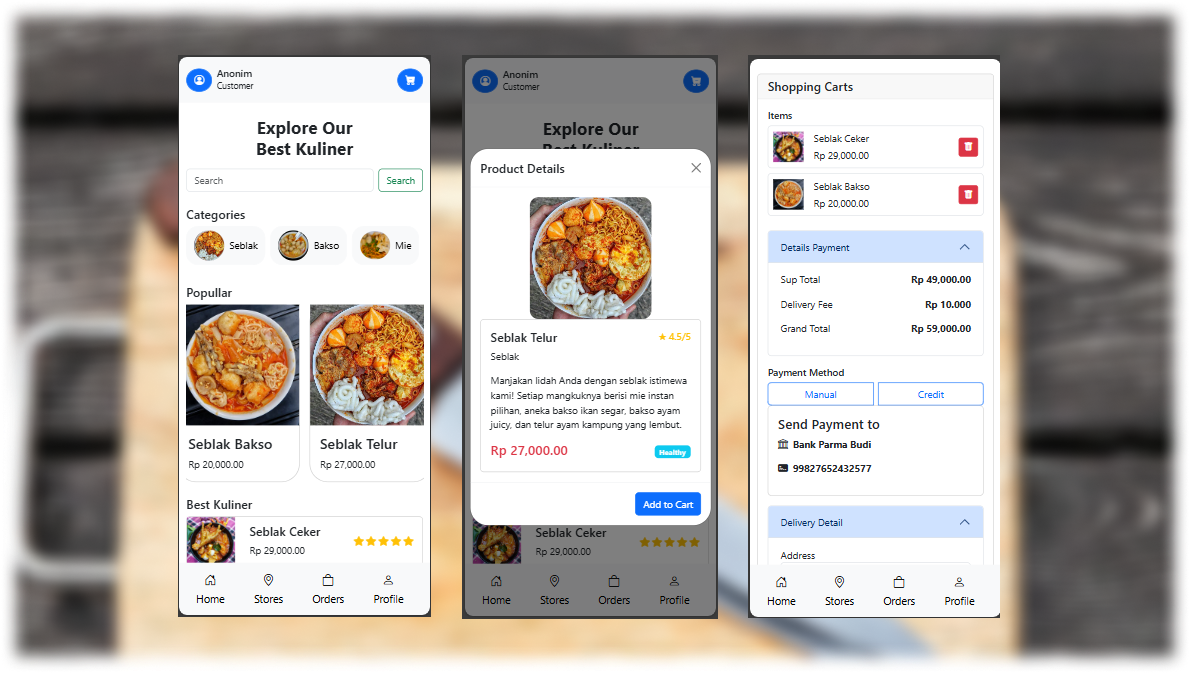 Anonim
Customer
Explore Our
Best Kuliner
Search
Search
Categories
Seblak
Bakso
Mie
Popullar
Seblak Bakso
Rp 20,000.00
Seblak Telur
Rp 27,000.00
Best Kuliner
Seblak Ceker
Rp 29,000.00
Home
Stores
Orders
Profile
Anonim
Customer
Explore Our
Best Kuliner
Product Details
Seblak Telur
4.5/5
Seblak
Manjakan lidah Anda dengan seblak istimewa
kami! Setiap mangkuknya berisi mie instan
pilihan, aneka bakso ikan segar, bakso ayam
juicy, dan telur ayam kampung yang lembut.
Rp 27,000.00
Healthy
Add to Cart
Seblak Ceker
Rp 29,000.00
Home
Stores
Orders
Profile
Shopping Carts
Items
Seblak Ceker
Rp 29,000.00
Seblak Bakso
Rp 20,000.00
Details Payment
Sup Total
Rp 49,000.00
Delivery Fee
Rp 10.000
Grand Total
Rp 59,000.00
Payment Method
Manual
Credit
Send Payment to
Bank Parma Budi
99827652432577
Delivery Detail
Address
Home
Stores
Orders
Profile